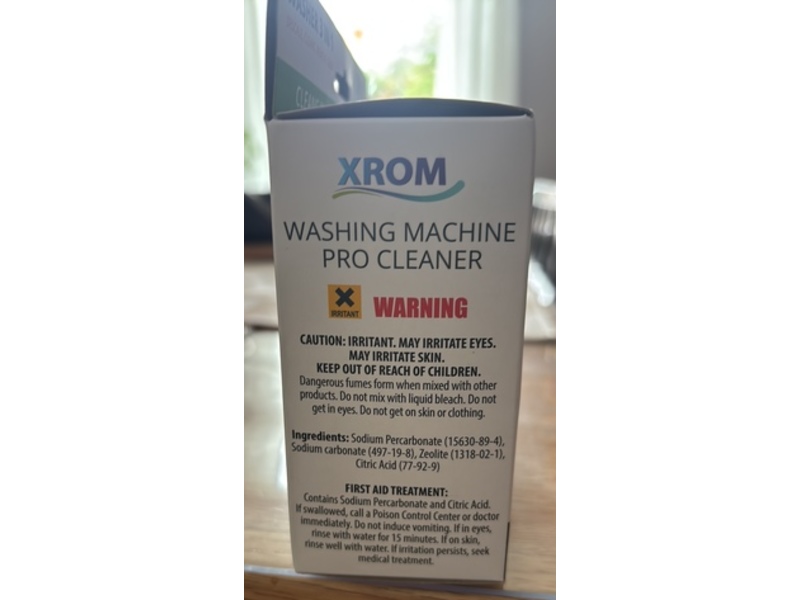 CLEANE
XROM
WASHING MACHINE
PRO CLEANER
IRRITANT
WARNING
CAUTION: IRRITANT. MAY IRRITATE EYES.
MAY IRRITATE SKIN.
KEEP OUT OF REACH OF CHILDREN.
Dangerous fumes form when mixed with other
products. Do not mix with liquid bleach. Do not
get in eyes. Do not get on skin or clothing.
Ingredients: Sodium Percarbonate (15630-89-4),
Sodium carbonate (497-19-8), Zeolite (1318-02-1),
Citric Acid (77-92-9)
FIRST AID TREATMENT:
Contains Sodium Percarbonate and Citric Acid.
If swallowed, call a Poison Control Center or doctor
immediately. Do not induce vomiting. If in eyes,
rinse with water for 15 minutes. If on skin,
rinse well with water. If irritation persists, seek
medical treatment.